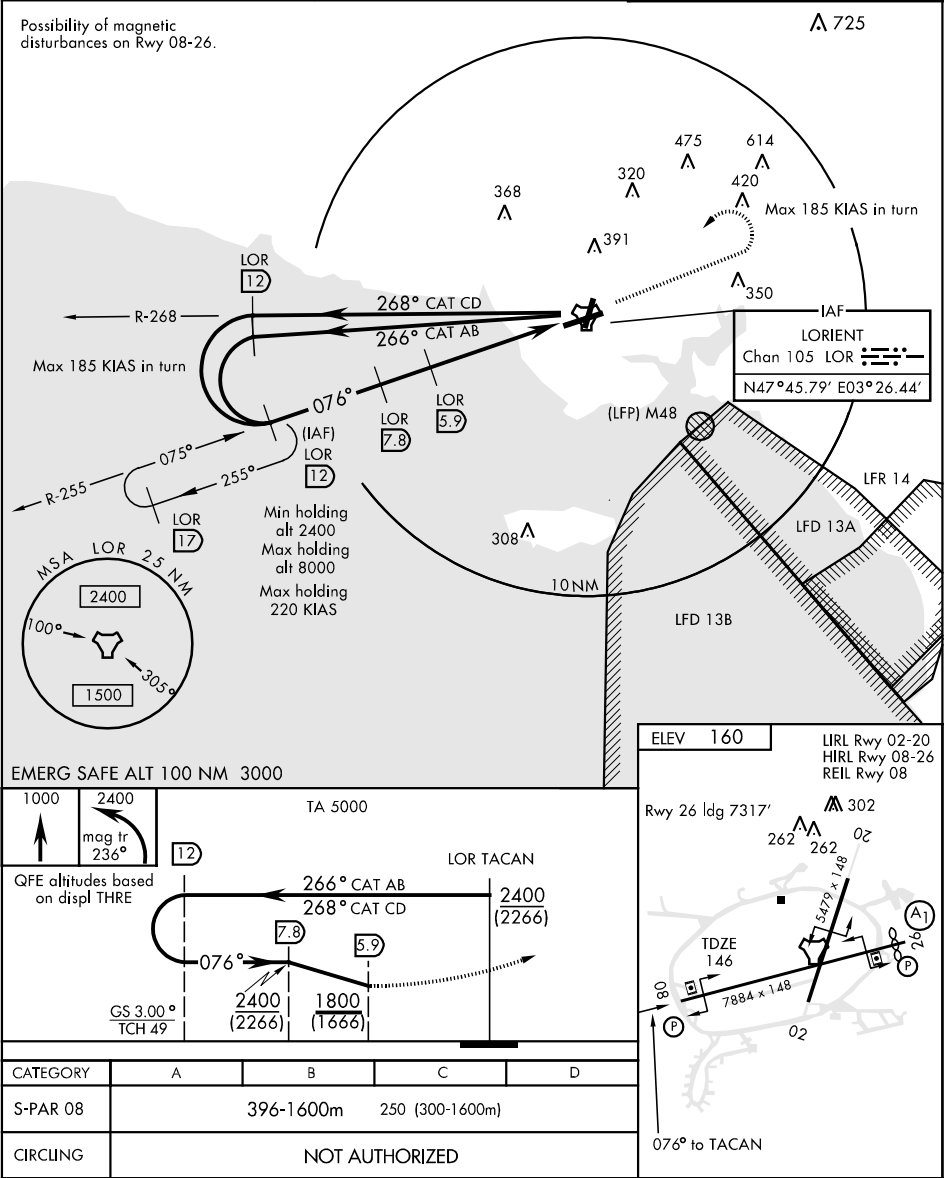 Possibility of magnetic
disturbances on Rwy 08-26.
725
475
614
320
420
368
Max 185 KIAS in turn
391
350
LOR
12
268° CAT CD
R-268
266° CAT AB
IAF
LORIENT
Chan 105 LOR
N47°45.79' E03°26.44'
Max 185 KIAS in turn
076°
LOR
5.9
LOR
7.8
(IAF)
LOR
12
(LFP) M48
075°
255°
R-255
LOR
17
LFR 14
LFD 13A
Min holding
alt 2400
Max holding
alt 8000
Max holding
220 KIAS
308
10 NM
LFD 13B
MSA LOR 25 NM
2400
100°
305°
1500
EMERG SAFE ALT 100 NM 3000
ELEV 160
LIRL Rwy 02-20
HIRL Rwy 08-26
REIL Rwy 08
Rwy 26 ldg 7317'
302
262
262
20
5479 x 148
A1
26
P
TDZE
146
7884 x 148
08
P
02
076° to TACAN
1000
2400
mag tr
236°
TA 5000
QFE altitudes based
on displ THRE
12
LOR TACAN
266° CAT AB
268° CAT CD
2400
(2266)
7.8
5.9
076°
2400
(2266)
1800
(1666)
GS 3.00°
TCH 49
CATEGORY A B C D
S-PAR 08 396-1600m 250 (300-1600m)
CIRCLING NOT AUTHORIZED